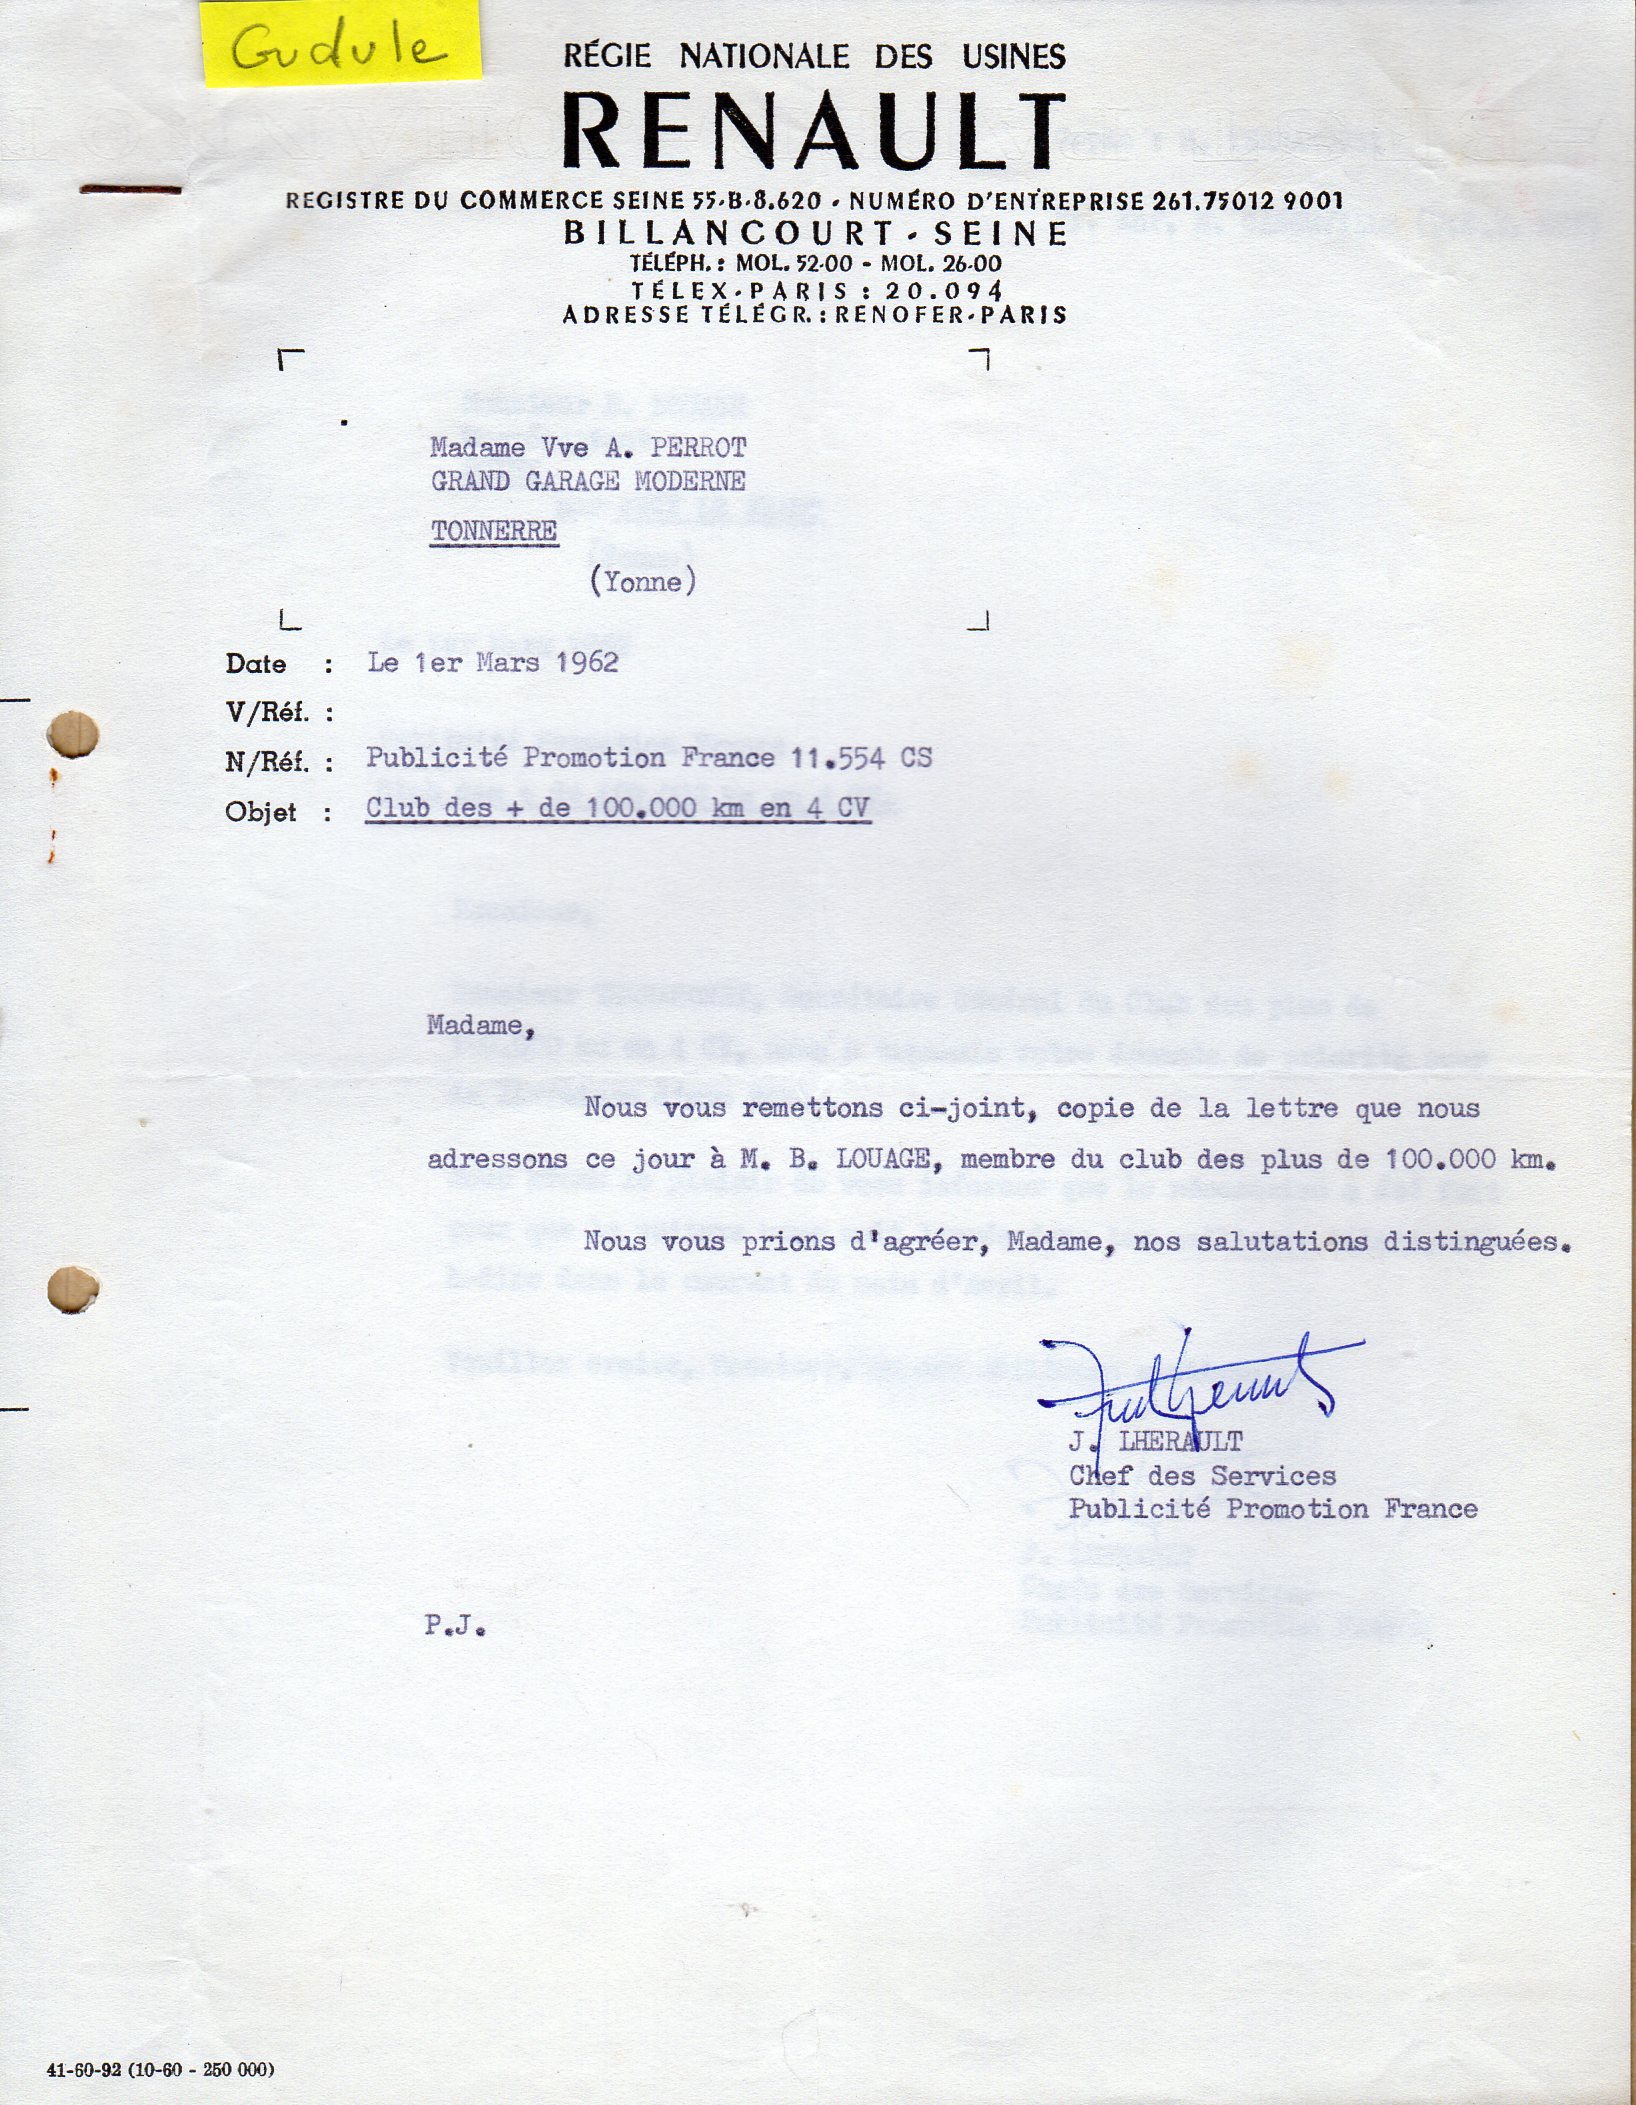 Gudule
RÉGIE NATIONALE DES USINES
RENAULT
REGISTRE DU COMMERCE SEINE 55-B-8.620 - NUMÉRO D'ENTREPRISE 261.75012 9001
BILLANCOURT - SEINE
TÉLÉPH. : MOL. 52-00 - MOL. 26-00
TÉLEX - PARIS : 20.094
ADRESSE TÉLÉGR. : RENOFER - PARIS
Madame Vve A. PERROT
GRAND GARAGE MODERNE
TONNERRE
(Yonne)
Date : Le 1er Mars 1962
V/Réf. :
N/Réf. : Publicité Promotion France 11.554 CS
Objet : Club des + de 100.000 km en 4 CV
Madame,
Nous vous remettons ci-joint, copie de la lettre que nous
adressons ce jour à M. B. LOUAGE, membre du club des plus de 100.000 km.
Nous vous prions d'agréer, Madame, nos salutations distinguées.
J. LHERAULT
Chef des Services
Publicité Promotion France
P.J.
41-60-92 (10-60 - 250 000)